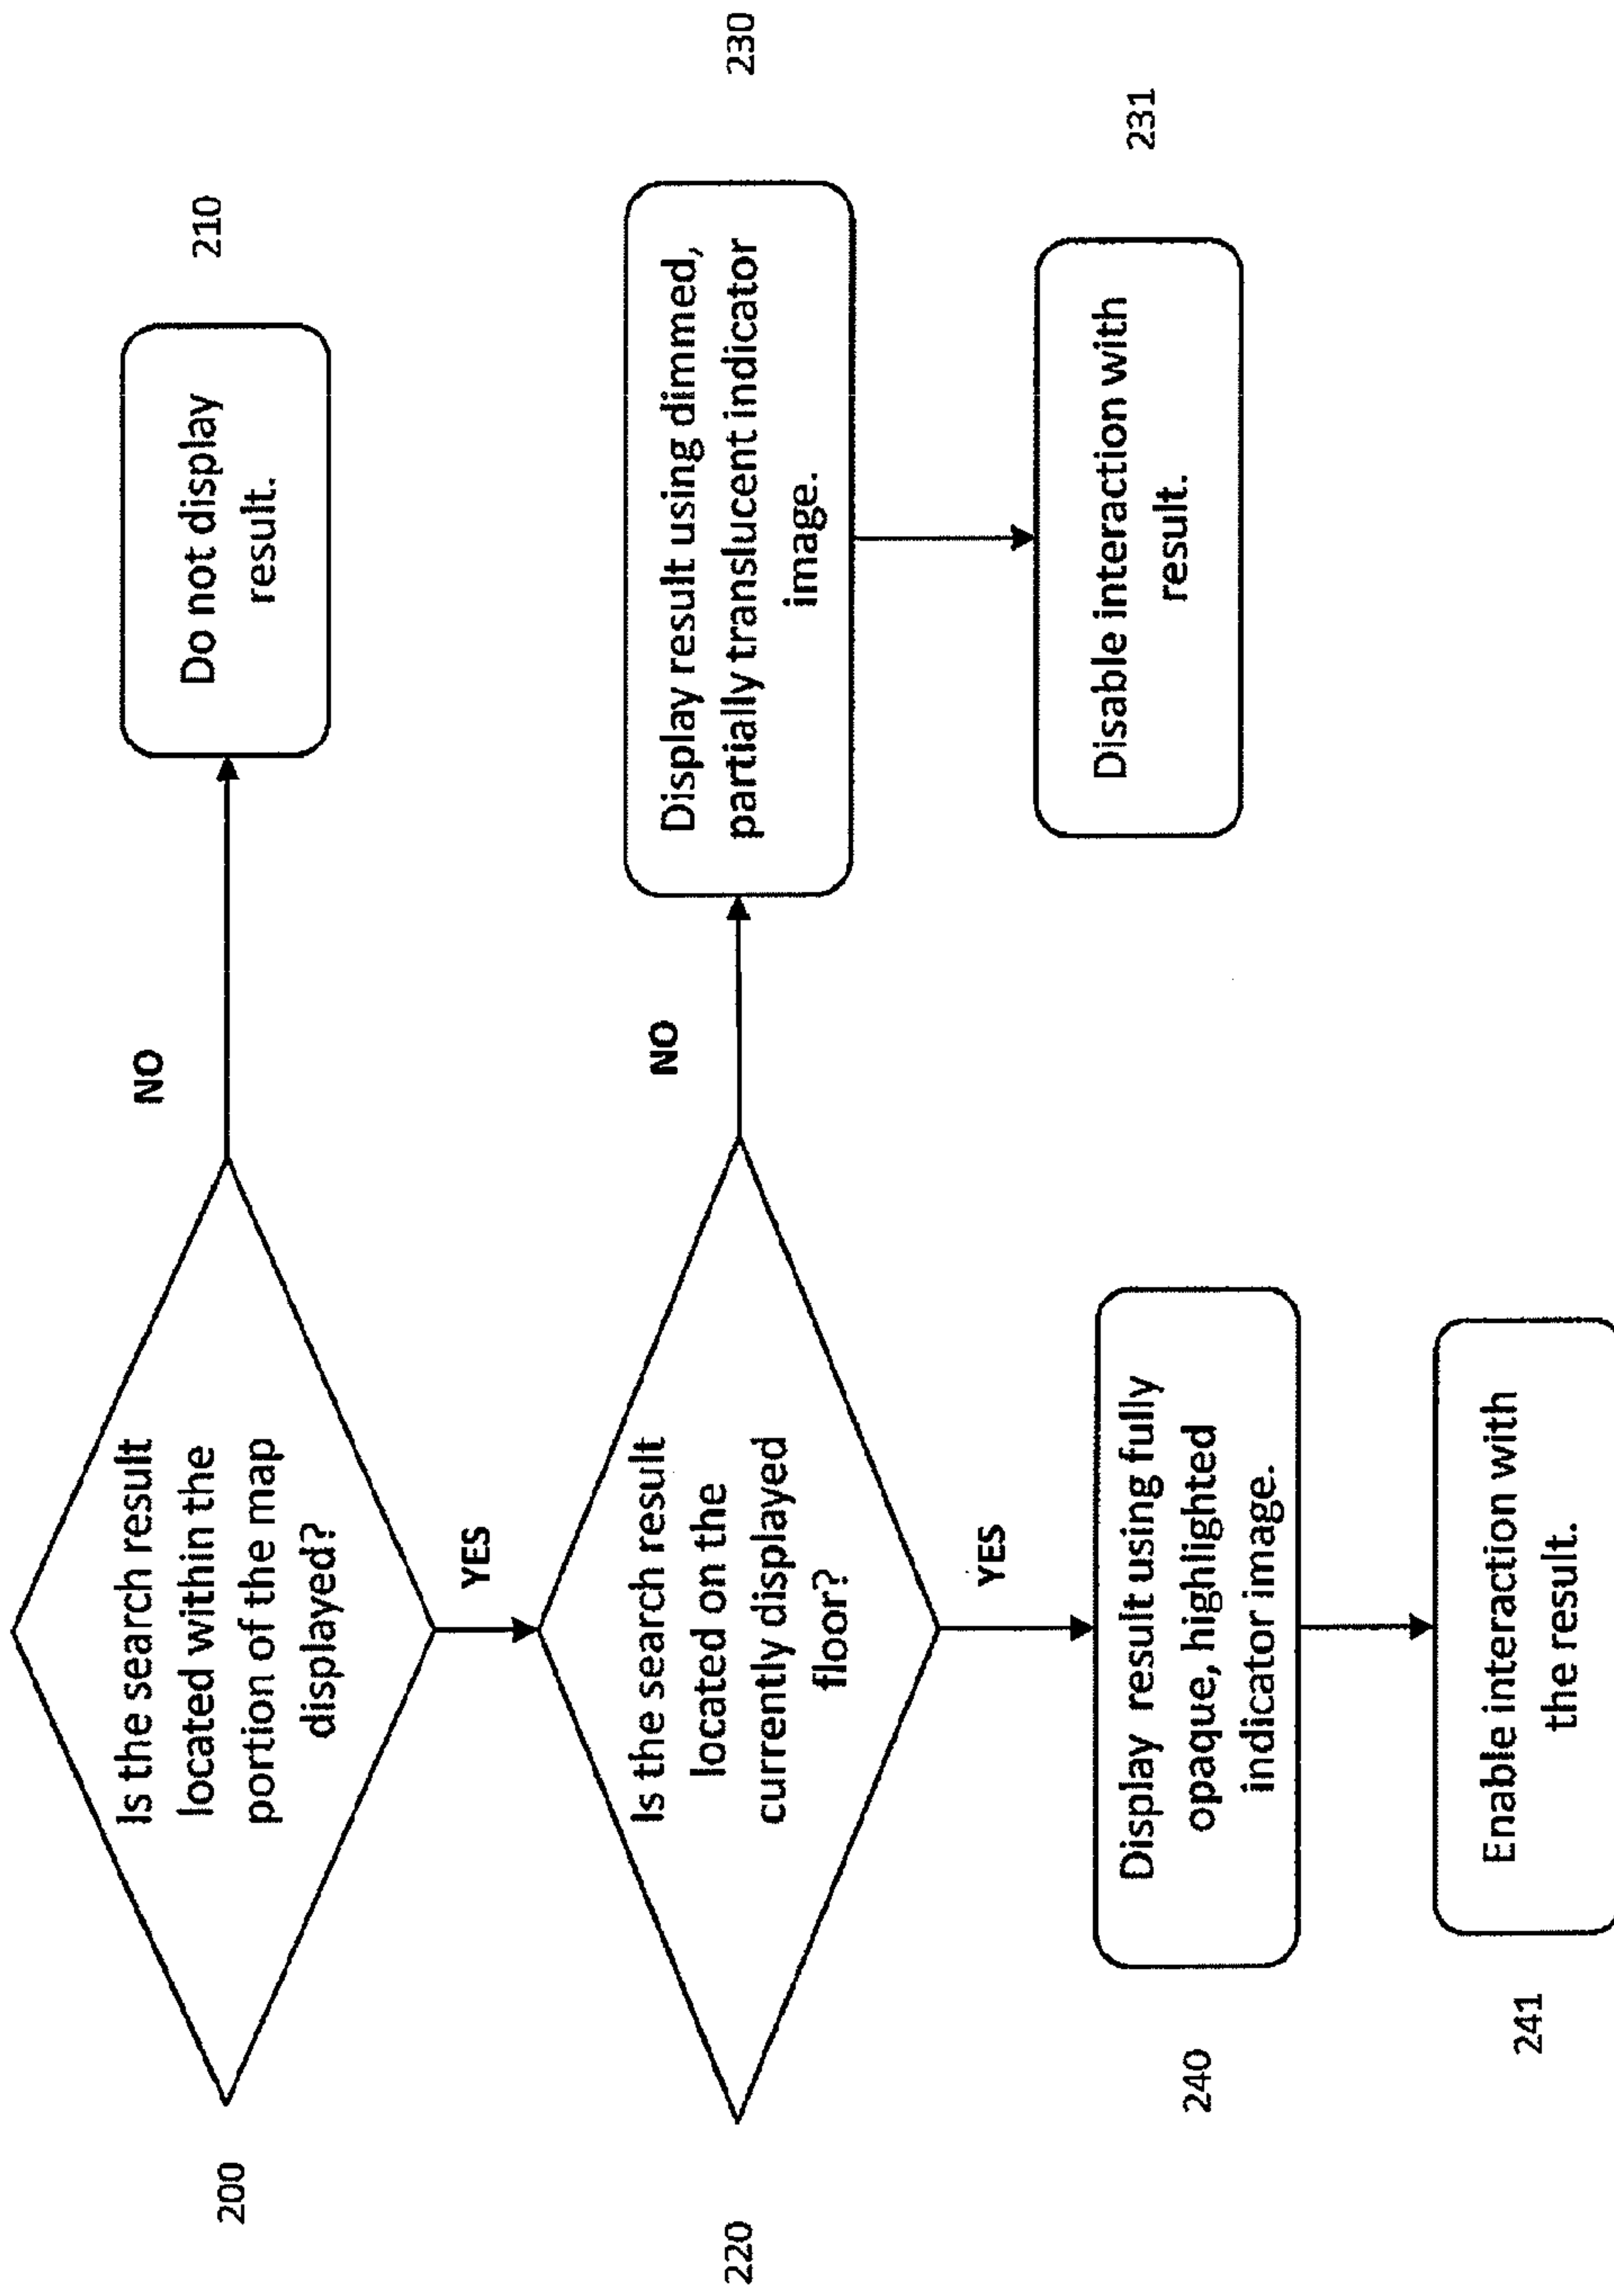 200
Is the search result
located within the
portion of the map
displayed?
NO
Do not display
result.
210
YES
220
Is the search result
located on the
currently displayed
floor?
NO
Display result using dimmed,
partially translucent indicator
image.
230
YES
Disable interaction with
result.
231
240
Display result using fully
opaque, highlighted
indicator image.
241
Enable interaction with
the result.